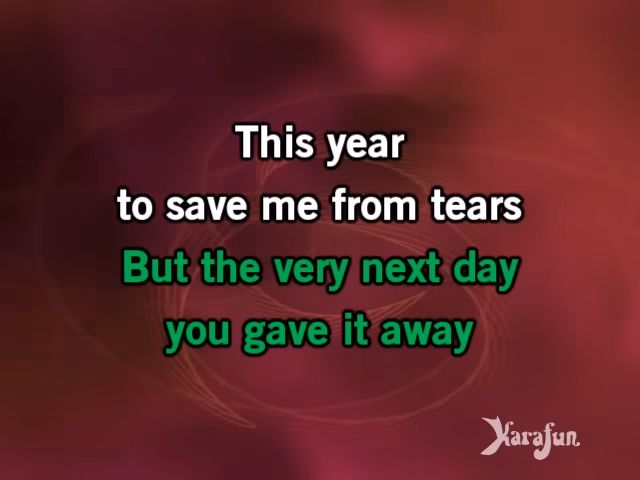 This year
to save me from tears
But the very next day
you gave it away
Karafun